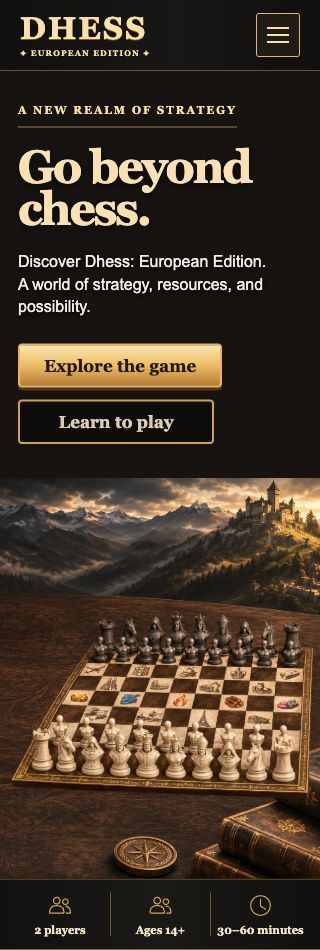 DHESS
✦ EUROPEAN EDITION ✦
A NEW REALM OF STRATEGY
Go beyond
chess.
Discover Dhess: European Edition.
A world of strategy, resources, and
possibility.
Explore the game
Learn to play
2 players
Ages 14+
30–60 minutes